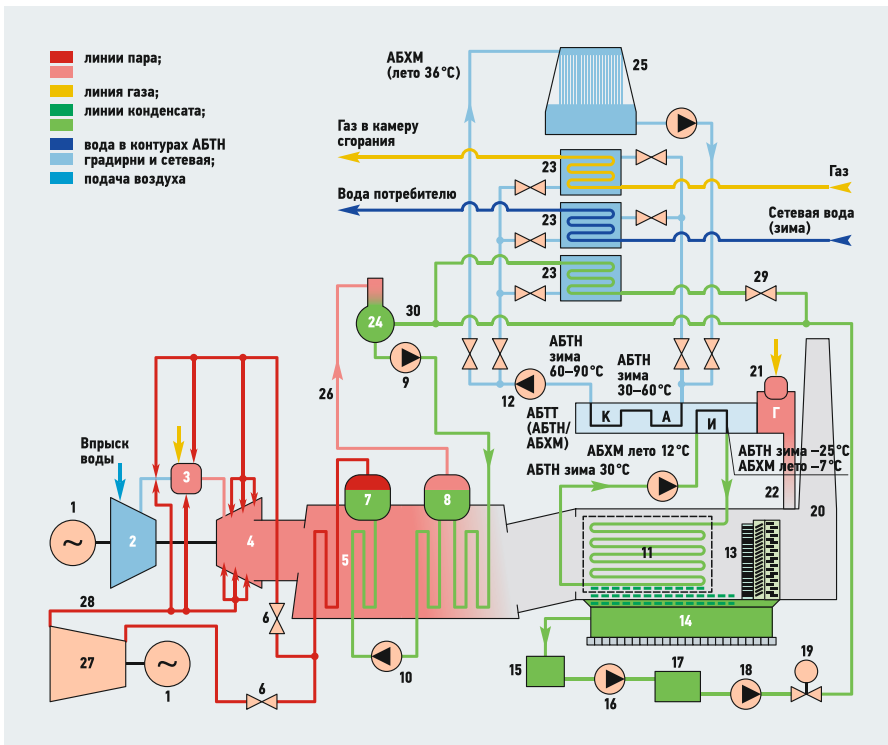 линии пара;
линия газа;
линии конденсата;
вода в контурах АБТН
градирни и сетевая;
подача воздуха
АБХМ
(лето 36°С)
25
Газ в камеру
сгорания
23
Газ
Вода потребителю
23
Сетевая вода
(зима)
23
29
24
30
9
26
12
АБТН
зима
60–90°С
АБТН
зима
30–60°С
21
АБТТ
(АБТН/
АБХМ)
К
А
И
Г
АБХМ лето 12°С
АБТН зима 30°С
АБТН зима –25°С
АБХМ лето –7°С
22
20
Впрыск
воды
3
1
2
4
5
7
8
11
13
28
6
14
27
1
6
10
15
16
17
18
19